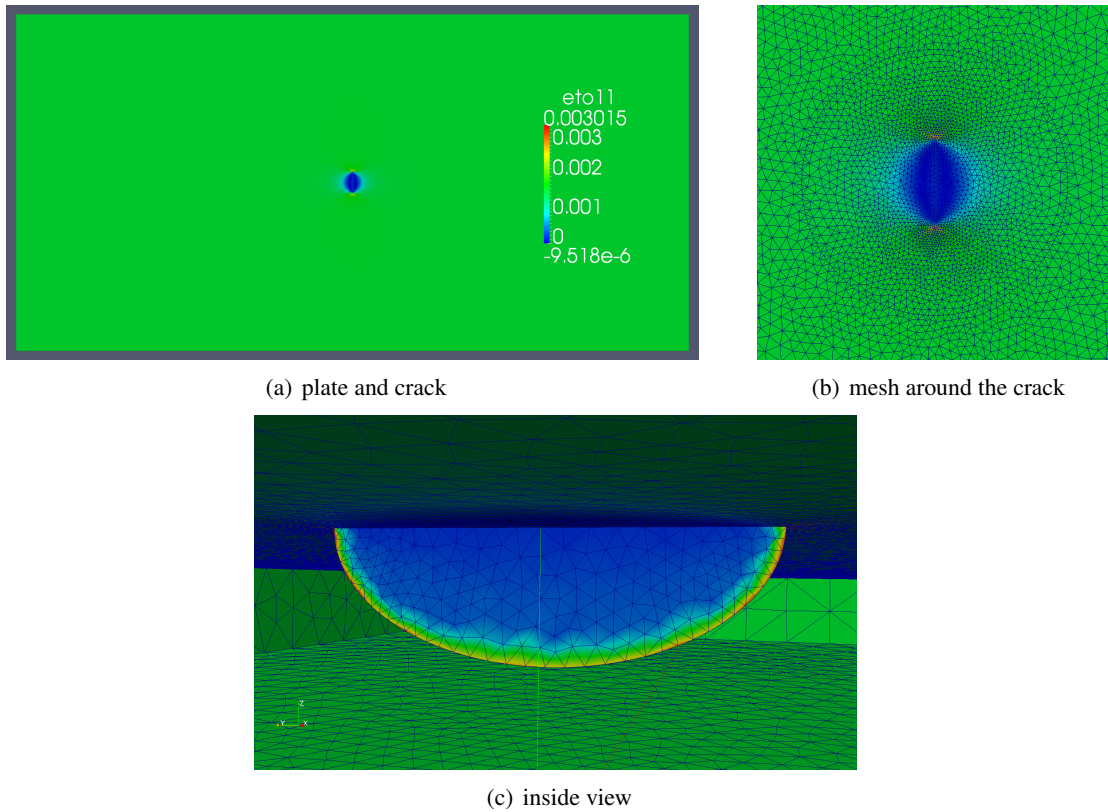 eto11
0.003015
0.003
0.002
0.001
0
-9.518e-6
(a) plate and crack
(b) mesh around the crack
Z
Y
X
(c) inside view